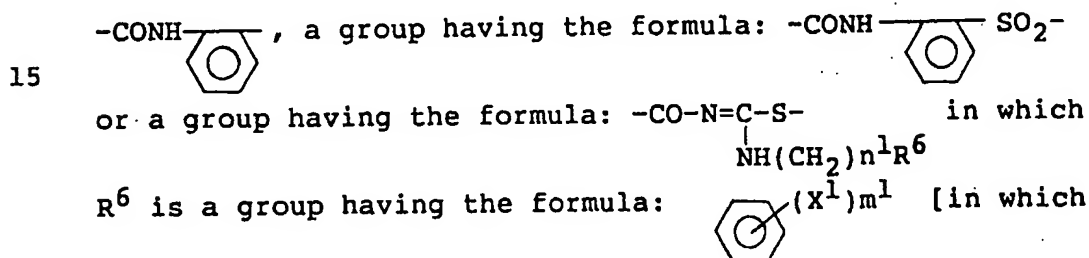 -CONH- , a group having the formula: -CONH- SO2-
15
or a group having the formula: -CO-N=C-S- in which
NH(CH2)n1R6
R6 is a group having the formula: (X1)m1 [in which